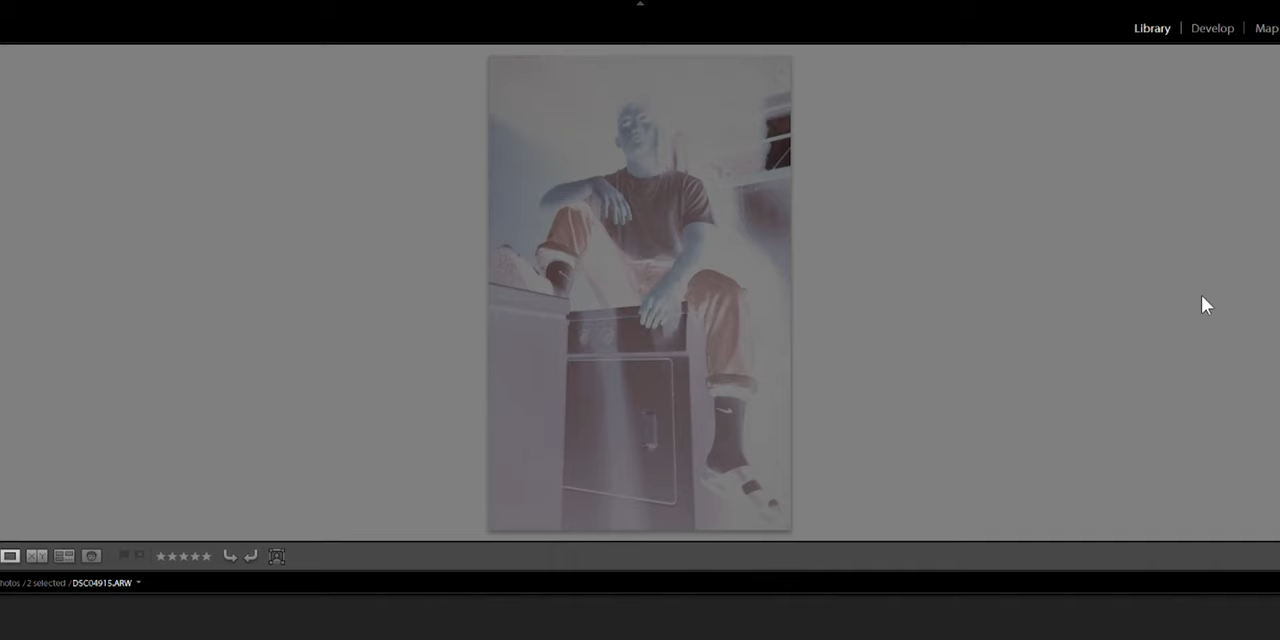 Library | Develop | Map
hotos / 2 selected / DSC04915.ARW